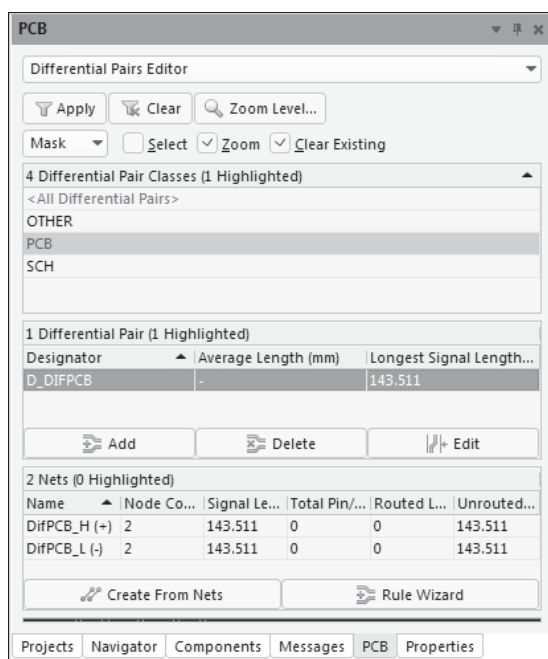 PCB
Differential Pairs Editor
Apply Clear Zoom Level...
Mask Select Zoom Clear Existing
4 Differential Pair Classes (1 Highlighted)
<All Differential Pairs>
OTHER
PCB
SCH
1 Differential Pair (1 Highlighted)
Designator Average Length (mm) Longest Signal Length...
D_DIFPCB - 143.511
Add Delete Edit
2 Nets (0 Highlighted)
Name Node Co... Signal Le... Total Pin/... Routed L... Unrouted...
DifPCB_H (+) 2 143.511 0 0 143.511
DifPCB_L (-) 2 143.511 0 0 143.511
Create From Nets Rule Wizard
Projects Navigator Components Messages PCB Properties